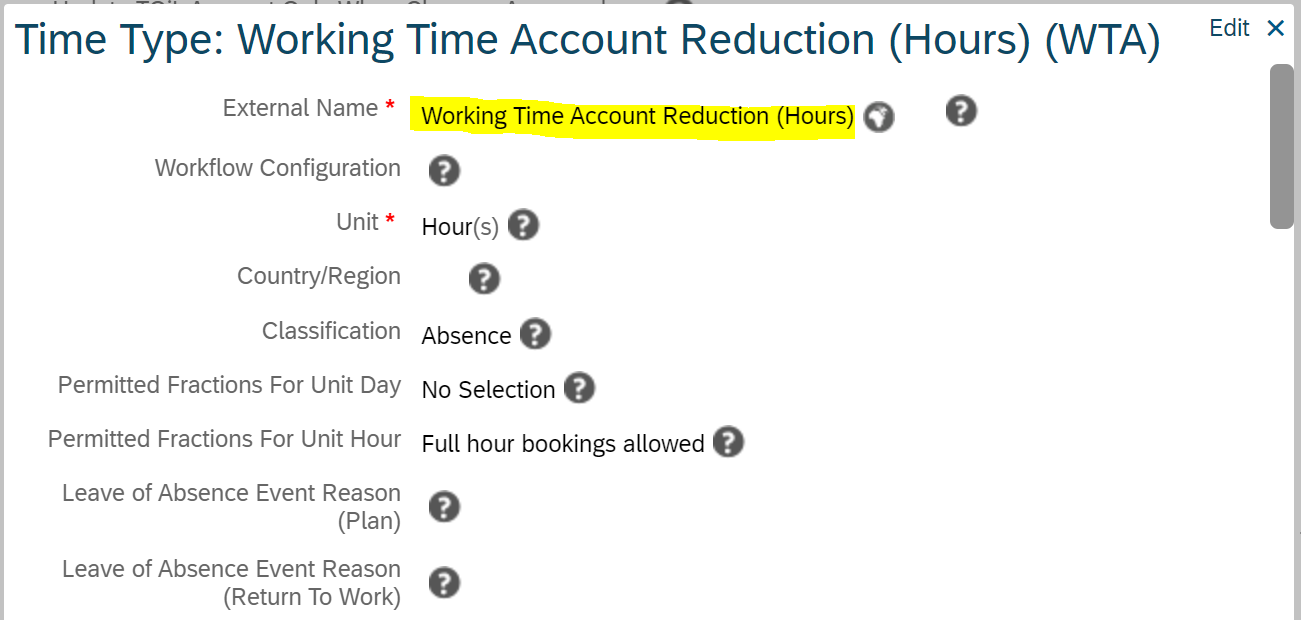 Time Type: Working Time Account Reduction (Hours) (WTA)
Edit ×
External Name * Working Time Account Reduction (Hours) ?
Workflow Configuration ?
Unit * Hour(s) ?
Country/Region ?
Classification Absence ?
Permitted Fractions For Unit Day No Selection ?
Permitted Fractions For Unit Hour Full hour bookings allowed ?
Leave of Absence Event Reason
(Plan) ?
Leave of Absence Event Reason
(Return To Work) ?